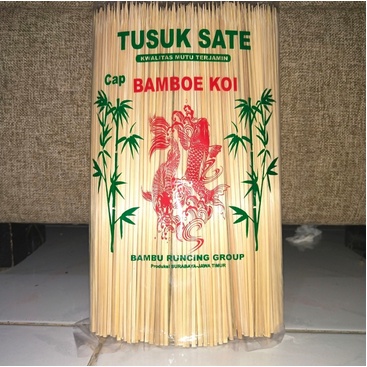 TUSUK SATE
KWALITAS MUTU TERJAMIN
Cap BAMBOE KOI
BAMBU RUNCING GROUP
Produksi SURABAYA-JAWA TIMUR